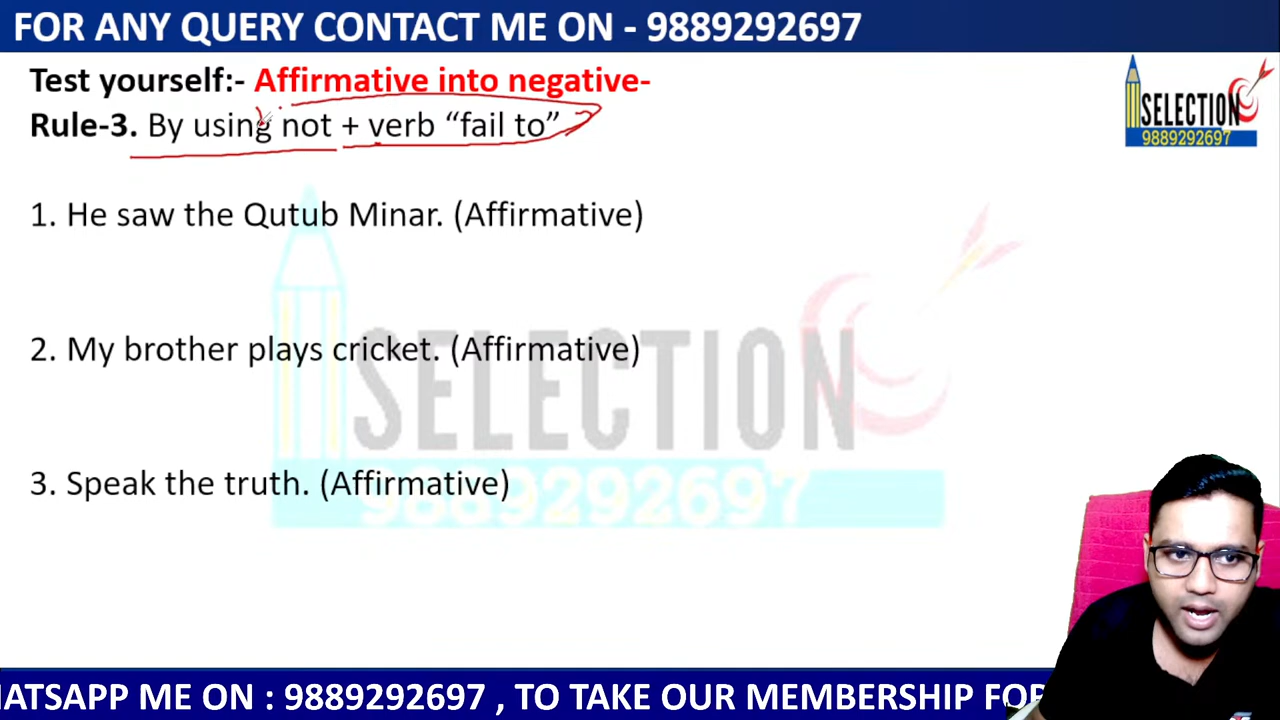 FOR ANY QUERY CONTACT ME ON - 9889292697
Test yourself:- Affirmative into negative-
Rule-3. By using not + verb “fail to”
SELECTION
9889292697
1. He saw the Qutub Minar. (Affirmative)
2. My brother plays cricket. (Affirmative)
SELECTION
3. Speak the truth. (Affirmative)
9889292697
HATSAPP ME ON : 9889292697 , TO TAKE OUR MEMBERSHIP FOR